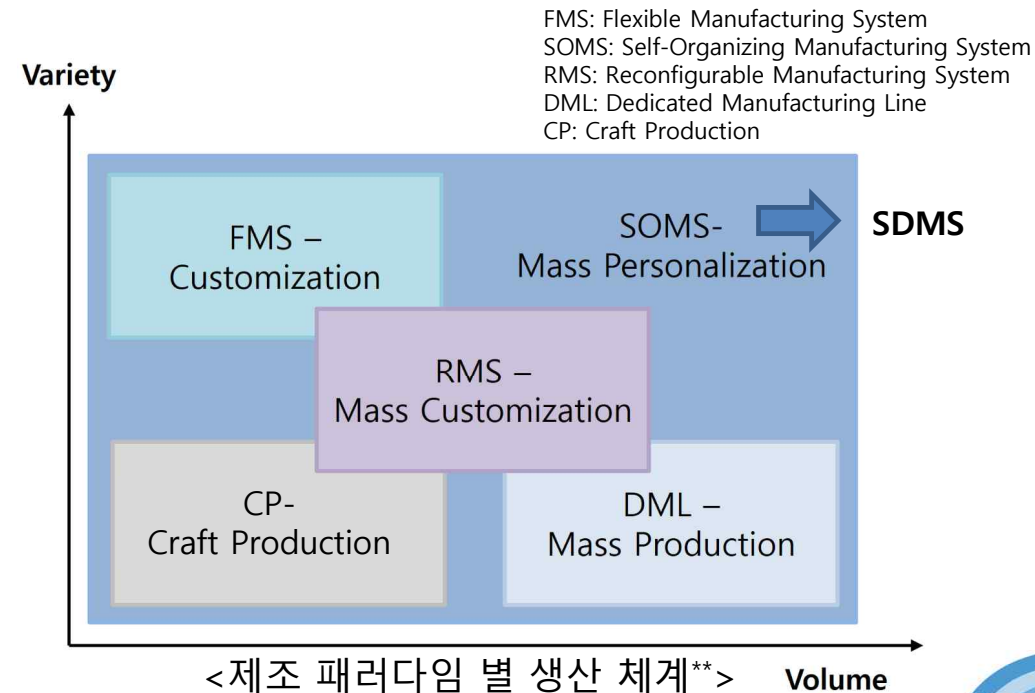 FMS: Flexible Manufacturing System
SOMS: Self-Organizing Manufacturing System
RMS: Reconfigurable Manufacturing System
DML: Dedicated Manufacturing Line
CP: Craft Production
Variety
FMS –
Customization
SOMS-
Mass Personalization
SDMS
RMS –
Mass Customization
CP-
Craft Production
DML –
Mass Production
<제조 패러다임 별 생산 체계**>
Volume